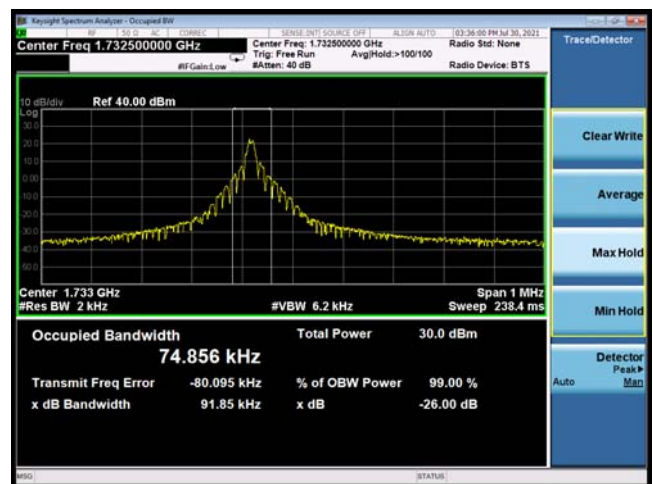 Keysight Spectrum Analyzer - Occupied BW
RF 50 Ω AC CORREC SENSE:INT SOURCE OFF ALIGN AUTO 03:36:00 PM Jul 30, 2021
Center Freq 1.732500000 GHz Center Freq: 1.732500000 GHz Radio Std: None Trace/Detector
Trig: Free Run Avg|Hold:>100/100
#IFGain:Low #Atten: 40 dB Radio Device: BTS
10 dB/div Ref 40.00 dBm
Log
30.0
20.0
10.0
0.00
-10.0
-20.0
-30.0
-40.0
-50.0
Center 1.733 GHz Span 1 MHz
#Res BW 2 kHz #VBW 6.2 kHz Sweep 238.4 ms
Occupied Bandwidth Total Power 30.0 dBm
74.856 kHz
Transmit Freq Error -80.095 kHz % of OBW Power 99.00 %
x dB Bandwidth 91.85 kHz x dB -26.00 dB
Clear Write
Average
Max Hold
Min Hold
Detector
Peak▶
Auto Man
MSG STATUS